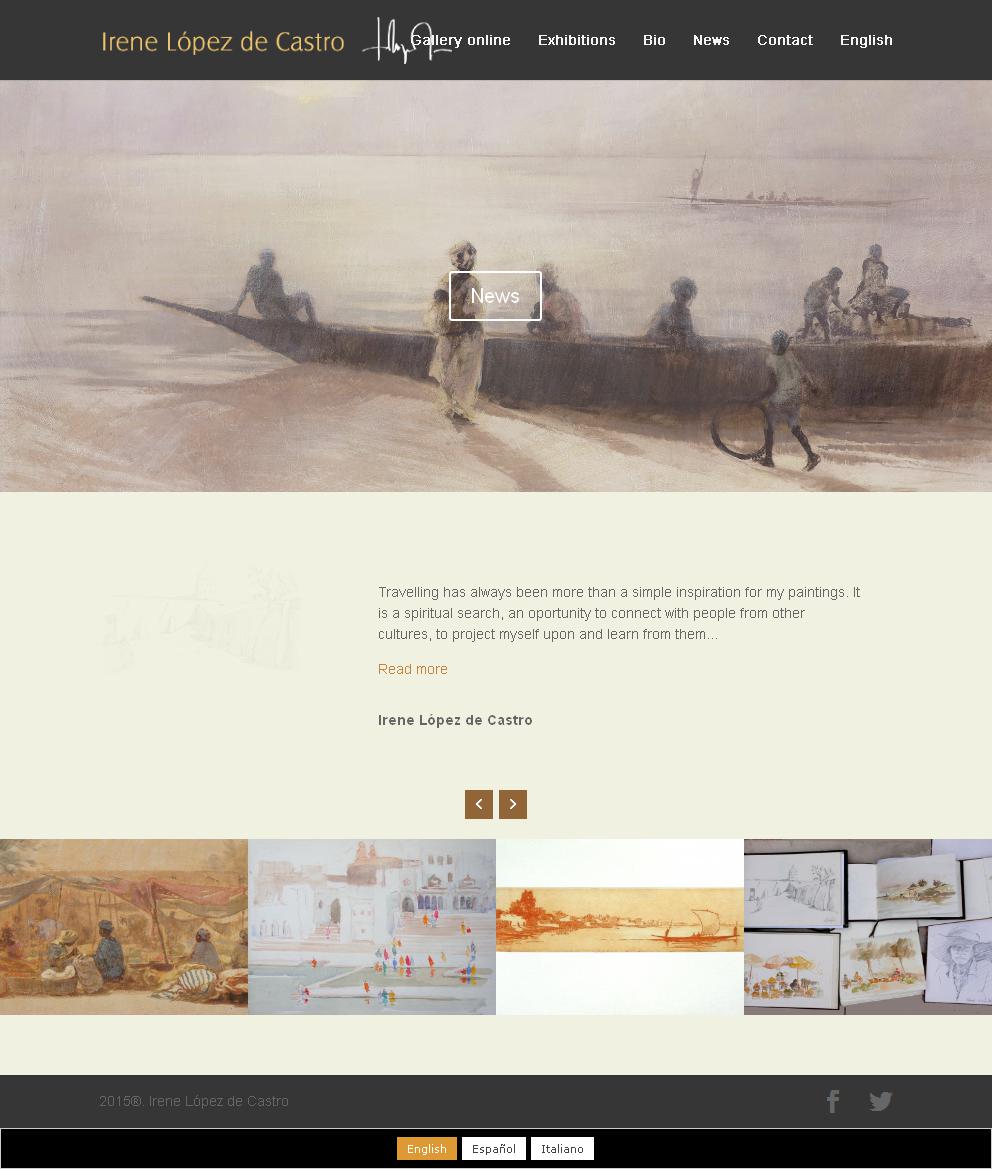 Irene López de Castro
Gallery online Exhibitions Bio News Contact English
News
Travelling has always been more than a simple inspiration for my paintings. It
is a spiritual search, an oportunity to connect with people from other
cultures, to project myself upon and learn from them...
Read more
Irene López de Castro
2015®. Irene López de Castro
English Español Italiano